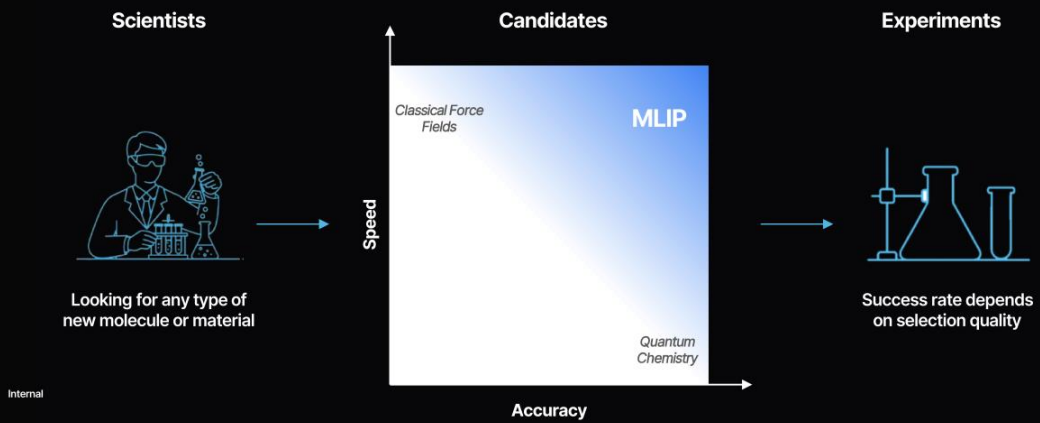 Scientists
Candidates
Experiments
Classical Force
Fields
MLIP
Speed
Looking for any type of
new molecule or material
Success rate depends
on selection quality
Quantum
Chemistry
Internal
Accuracy